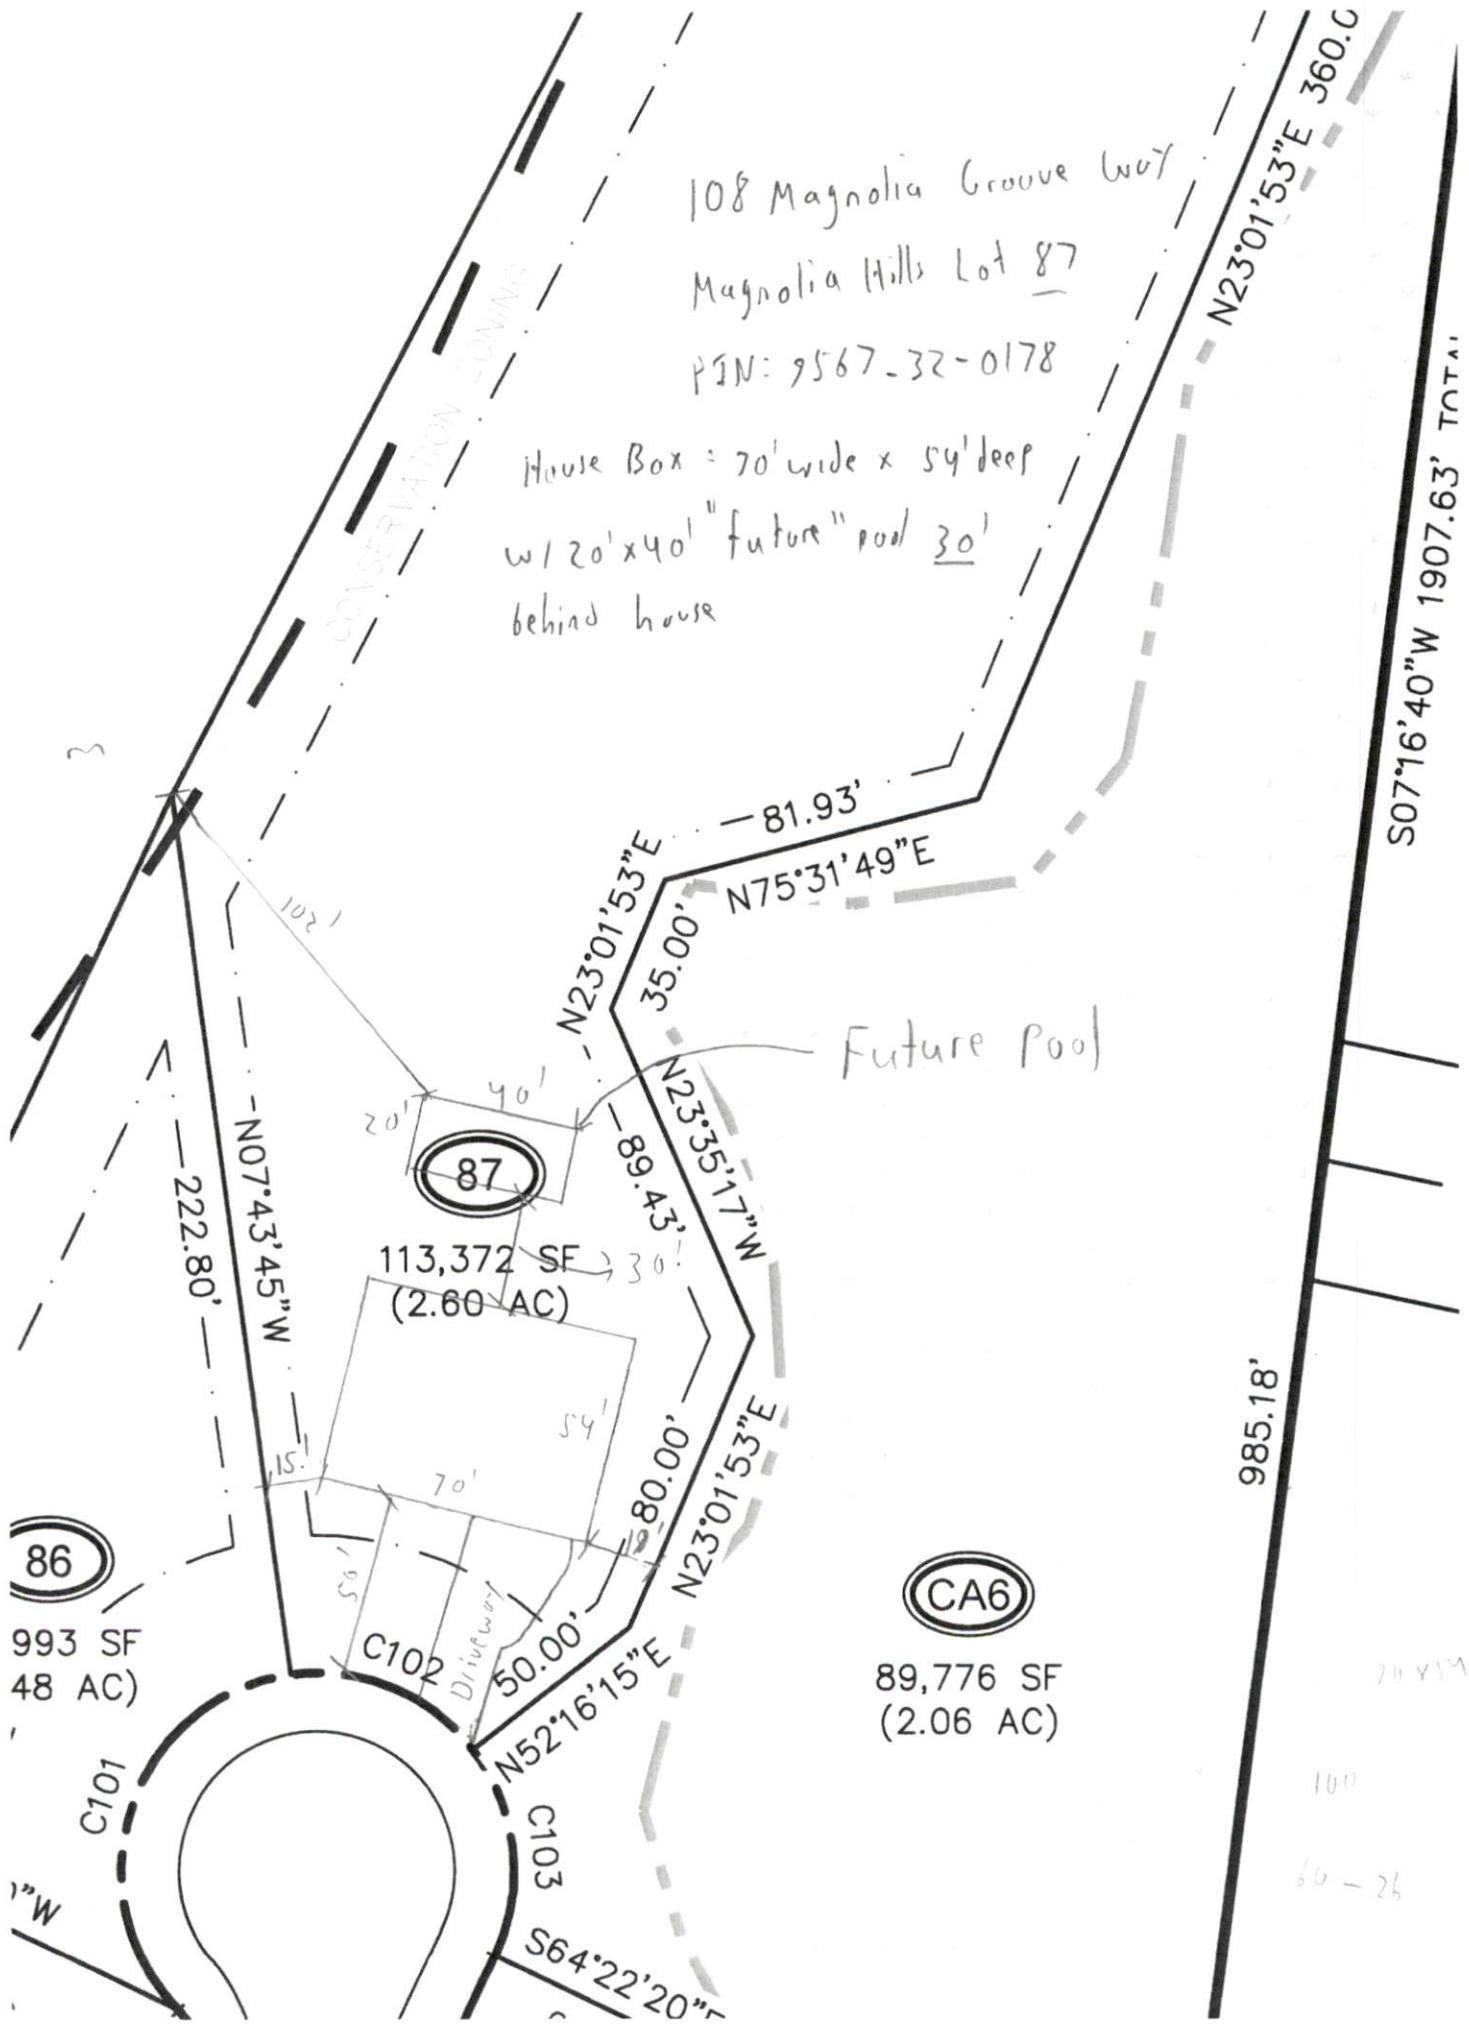 108 Magnolia Groove Way
Magnolia Hills Lot 87
PIN: 9567-32-0178
House Box = 70' wide x 54' deep
w/ 20'x40' "future" pool 30'
behind house
CONSERVATION ZONING
N23°01'53"E 360.0
S07°16'40"W 1907.63' TOTAL
81.93'
N75°31'49"E
N23°01'53"E
35.00'
102'
Future Pool
40'
20'
87
113,372 SF
(2.60 AC)
30'
N23°35'17"W
89.43'
N07°43'45"W
222.80'
54'
70'
15'
80.00'
N23°01'53"E
985.18'
50'
Driveway
C102
50.00'
N52°16'15"E
86
993 SF
48 AC)
CA6
89,776 SF
(2.06 AC)
70 x 54
100
60-26
C101
C103
"W
S64°22'20"E